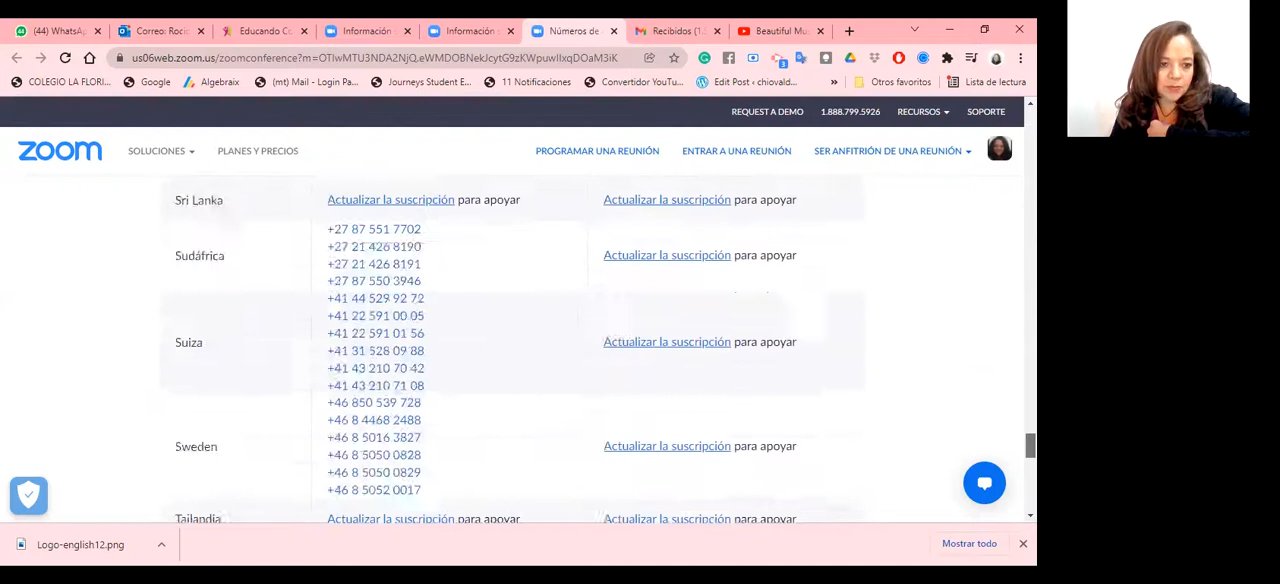 (44) WhatsA
Correo: Roci
Educando Co
Información
Información s
Números de
Recibidos (1.
Beautiful Mu
us06web.zoom.us/zoomconference?m=
COLEGIO LA FLORI...
Google
Algebraix
(mt) Mail - Login Pa...
Journeys Student E...
11 Notificaciones
Convertidor YouTu...
Edit Post ‹ chiovald...
»
Otros favoritos
Lista de lectura
REQUEST A DEMO 1.888.799.5926 RECURSOS SOPORTE
zoom SOLUCIONES PLANES Y PRECIOS PROGRAMAR UNA REUNIÓN ENTRAR A UNA REUNIÓN SER ANFITRIÓN DE UNA REUNIÓN
Sri Lanka Actualizar la suscripción para apoyar Actualizar la suscripción para apoyar
+27 87 551 7702
+27 21 426 8190
Sudáfrica Actualizar la suscripción para apoyar
+27 21 426 8191
+27 87 550 3946
+41 44 529 92 72
+41 22 591 00 05
+41 22 591 01 56
Suiza Actualizar la suscripción para apoyar
+41 31 528 09 88
+41 43 210 70 42
+41 43 210 71 08
+46 850 539 728
+46 8 4468 2488
+46 8 5016 3827
Sweden Actualizar la suscripción para apoyar
+46 8 5050 0828
+46 8 5050 0829
+46 8 5052 0017
Tailandia Actualizar la suscripción para apoyar Actualizar la suscripción para apoyar
Logo-english12.png
Mostrar todo